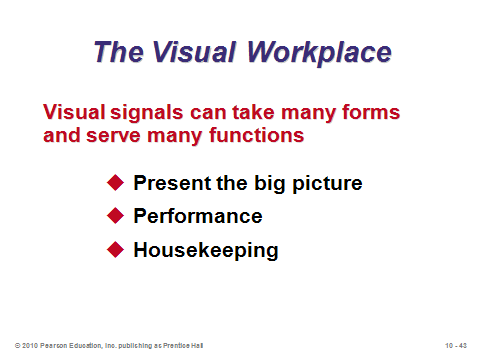 The Visual Workplace
Visual signals can take many forms
and serve many functions
Present the big picture
Performance
Housekeeping
© 2010 Pearson Education, Inc. publishing as Prentice Hall
10 - 43